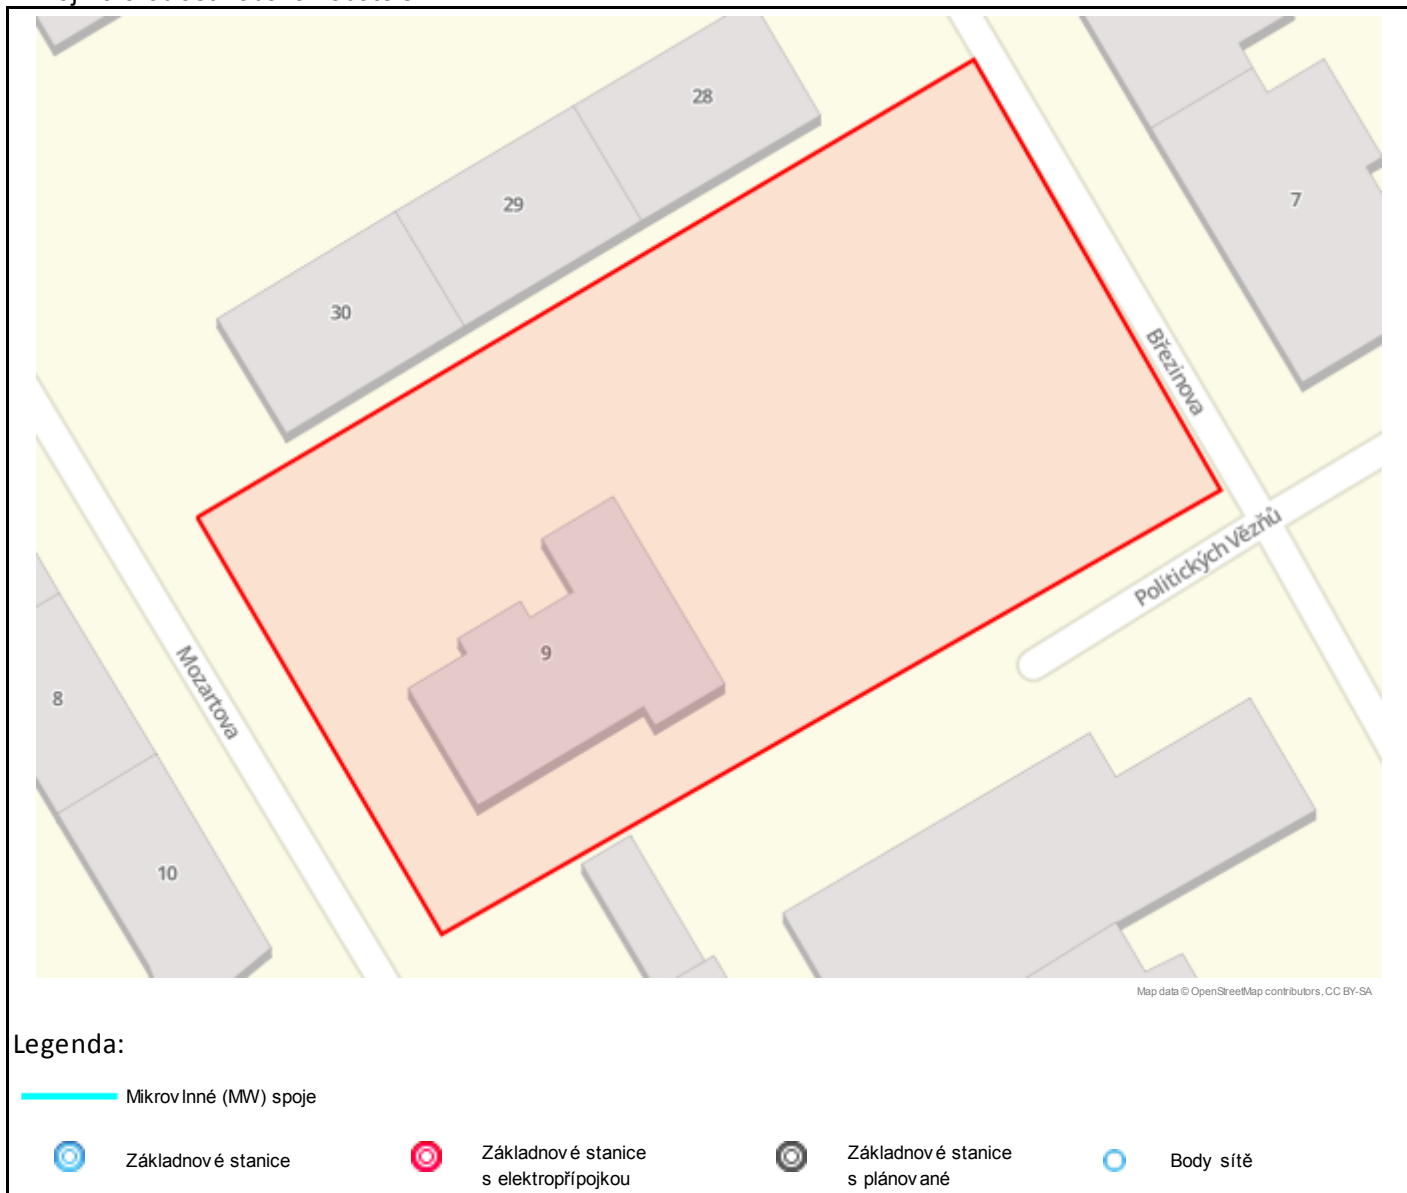 28
29
7
30
Březinova
Politických Vězňů
9
Mozartova
8
10
Map data © OpenStreetMap contributors, CC BY-SA
Legenda:
Mikrovlnné (MW) spoje
Základnové stanice
Základnové stanice
s elektropřípojkou
Základnové stanice
s plánované
Body sítě